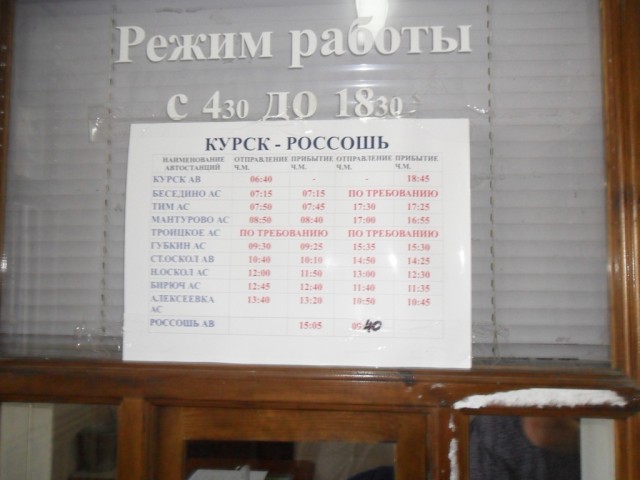 Режим работы
с 430 до 1830
КУРСК - РОССОШЬ
НАИМЕНОВАНИЕ ОТПРАВЛЕНИЕ ПРИБЫТИЕ ОТПРАВЛЕНИЕ ПРИБЫТИЕ
АВТОСТАНЦИЙ Ч.М. Ч.М. Ч.М. Ч.М.
КУРСК АВ 06:40 - - 18:45
БЕСЕДИНО АС 07:15 07:15 ПО ТРЕБОВАНИЮ
ТИМ АС 07:50 07:45 17:30 17:25
МАНТУРОВО АС 08:50 08:40 17:00 16:55
ТРОИЦКОЕ АС ПО ТРЕБОВАНИЮ ПО ТРЕБОВАНИЮ
ГУБКИН АС 09:30 09:25 15:35 15:30
СТ.ОСКОЛ АВ 10:40 10:10 14:50 14:25
Н.ОСКОЛ АС 12:00 11:50 13:00 12:30
БИРЮЧ АС 12:45 12:40 11:40 11:35
АЛЕКСЕЕВКА 13:40 13:20 10:50 10:45
АС
РОССОШЬ АВ 15:05 09:40